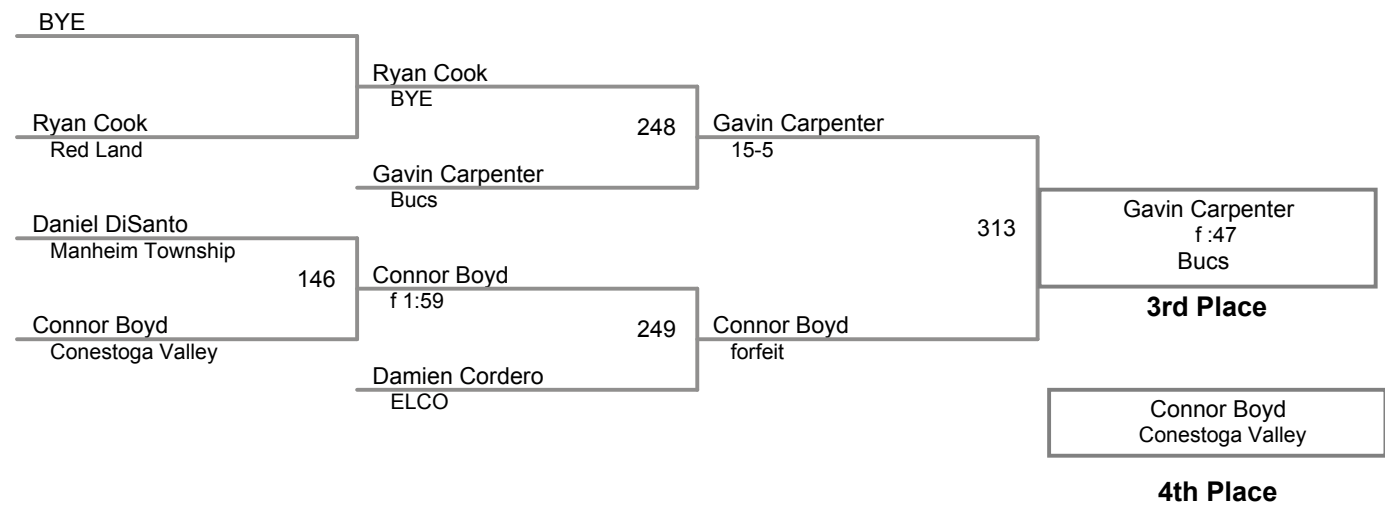 BYE
Ryan Cook
BYE
Ryan Cook
Red Land
248
Gavin Carpenter
15-5
Gavin Carpenter
Bucs
Daniel DiSanto
Manheim Township
146
Connor Boyd
f 1:59
Connor Boyd
Conestoga Valley
249
Connor Boyd
forfeit
Damien Cordero
ELCO
313
Gavin Carpenter
f :47
Bucs
3rd Place
Connor Boyd
Conestoga Valley
4th Place